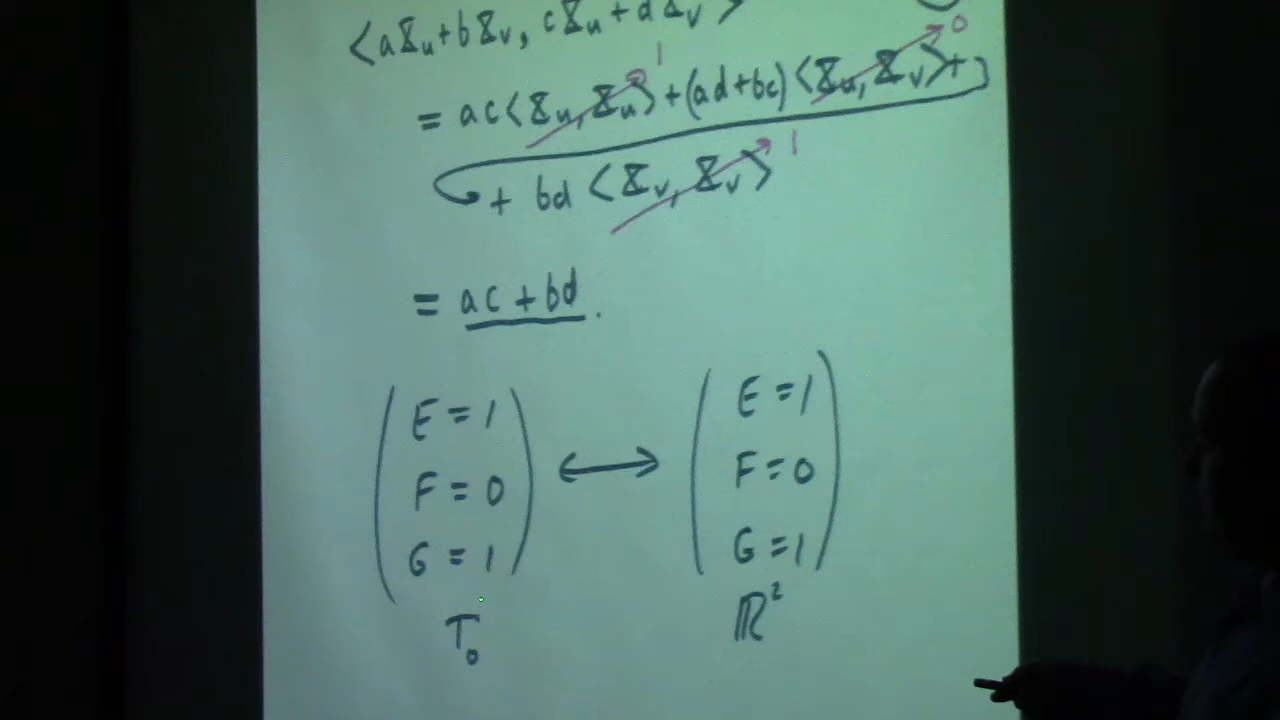 ⟨a𝕏ᵤ+b𝕏ᵥ, c𝕏ᵤ+d𝕏ᵥ⟩
= ac⟨𝕏ᵤ, 𝕏ᵤ⟩ 1 +(ad+bc)⟨𝕏ᵤ, 𝕏ᵥ⟩ 0 +
+ bd ⟨𝕏ᵥ, 𝕏ᵥ⟩ 1
= ac + bd.
E = 1 ↔ E = 1
F = 0 F = 0
G = 1 G = 1
T₀ ℝ²